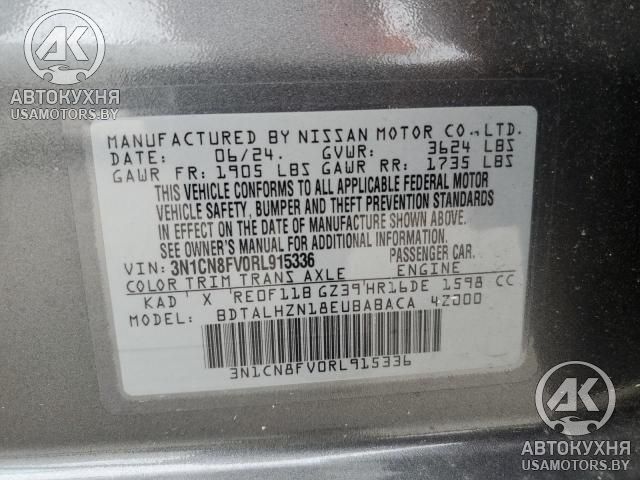 AK
АВТОКУХНЯ
USAMOTORS.BY
MANUFACTURED BY NISSAN MOTOR CO.,LTD.
DATE: 06/24. GVWR: 3624 LBS
GAWR FR: 1905 LBS GAWR RR: 1735 LBS
THIS VEHICLE CONFORMS TO ALL APPLICABLE FEDERAL MOTOR
VEHICLE SAFETY, BUMPER AND THEFT PREVENTION STANDARDS
IN EFFECT ON THE DATE OF MANUFACTURE SHOWN ABOVE.
SEE OWNER'S MANUAL FOR ADDITIONAL INFORMATION.
VIN: 3N1CN8FV0RL915336 PASSENGER CAR.
COLOR TRIM TRANS AXLE ENGINE
KAD ' X RE0F11B GZ39'HR16DE 1598 CC
MODEL: BDTALHZN18EUBABACA 42000
3N1CN8FV0RL915336
AK
АВТОКУХНЯ
USAMOTORS.BY